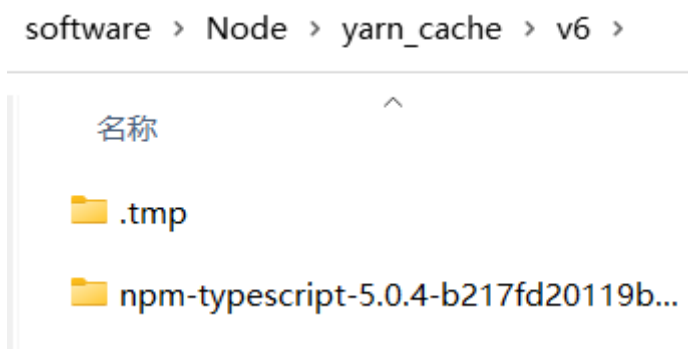 software > Node > yarn_cache > v6 >
名称
.tmp
npm-typescript-5.0.4-b217fd20119b...